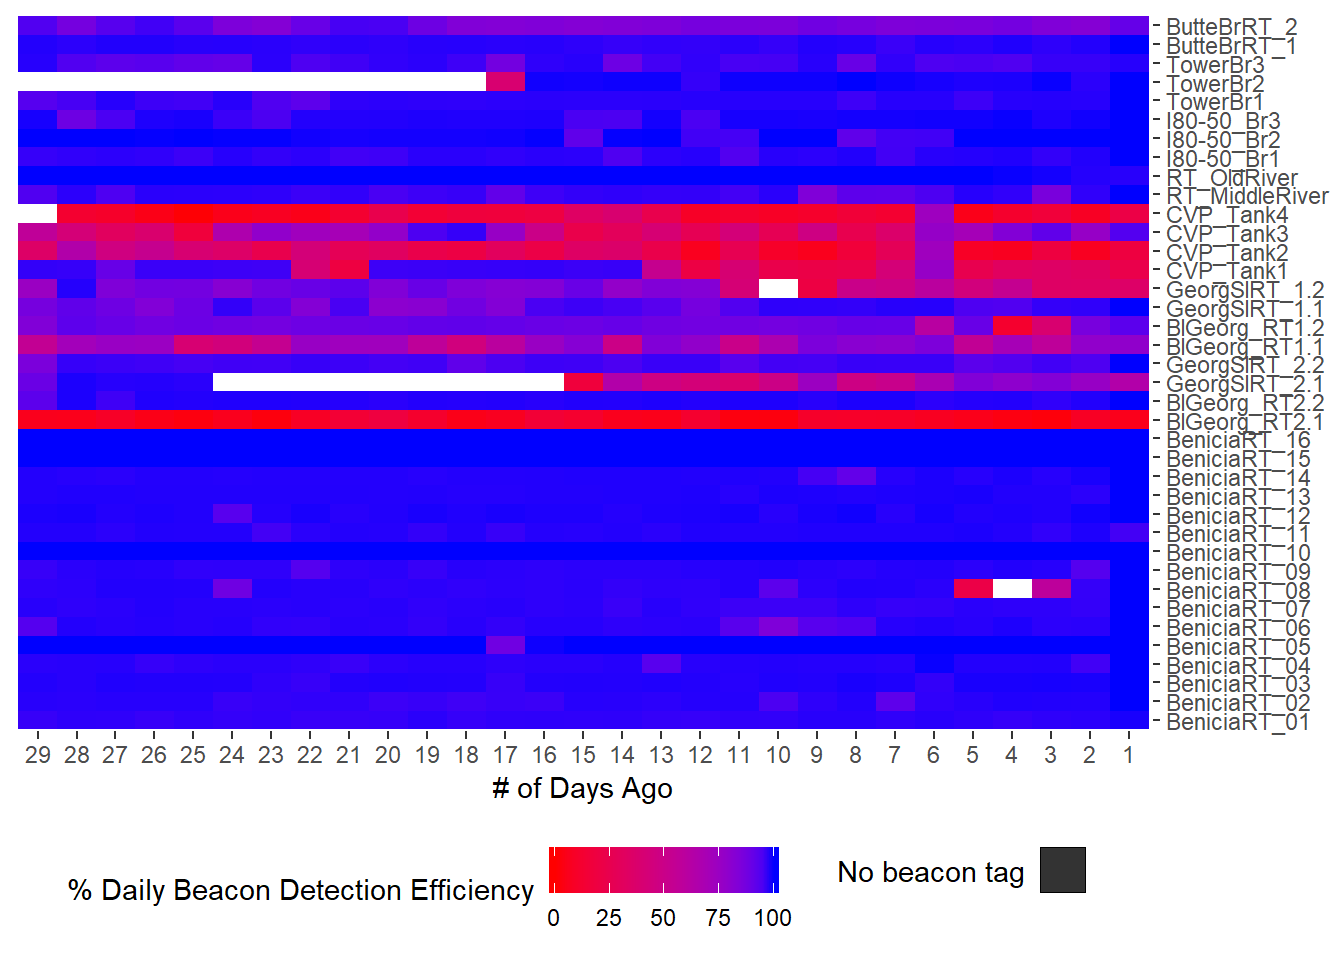 ButteBrRT_2
ButteBrRT_1
TowerBr3
TowerBr2
TowerBr1
I80-50_Br3
I80-50_Br2
I80-50_Br1
RT_OldRiver
RT_MiddleRiver
CVP_Tank4
CVP_Tank3
CVP_Tank2
CVP_Tank1
GeorgSlRT_1.2
GeorgSlRT_1.1
BlGeorg_RT1.2
BlGeorg_RT1.1
GeorgSlRT_2.2
GeorgSlRT_2.1
BlGeorg_RT2.2
BlGeorg_RT2.1
BeniciaRT_16
BeniciaRT_15
BeniciaRT_14
BeniciaRT_13
BeniciaRT_12
BeniciaRT_11
BeniciaRT_10
BeniciaRT_09
BeniciaRT_08
BeniciaRT_07
BeniciaRT_06
BeniciaRT_05
BeniciaRT_04
BeniciaRT_03
BeniciaRT_02
BeniciaRT_01
29 28 27 26 25 24 23 22 21 20 19 18 17 16 15 14 13 12 11 10 9 8 7 6 5 4 3 2 1
# of Days Ago
% Daily Beacon Detection Efficiency
0 25 50 75 100
No beacon tag